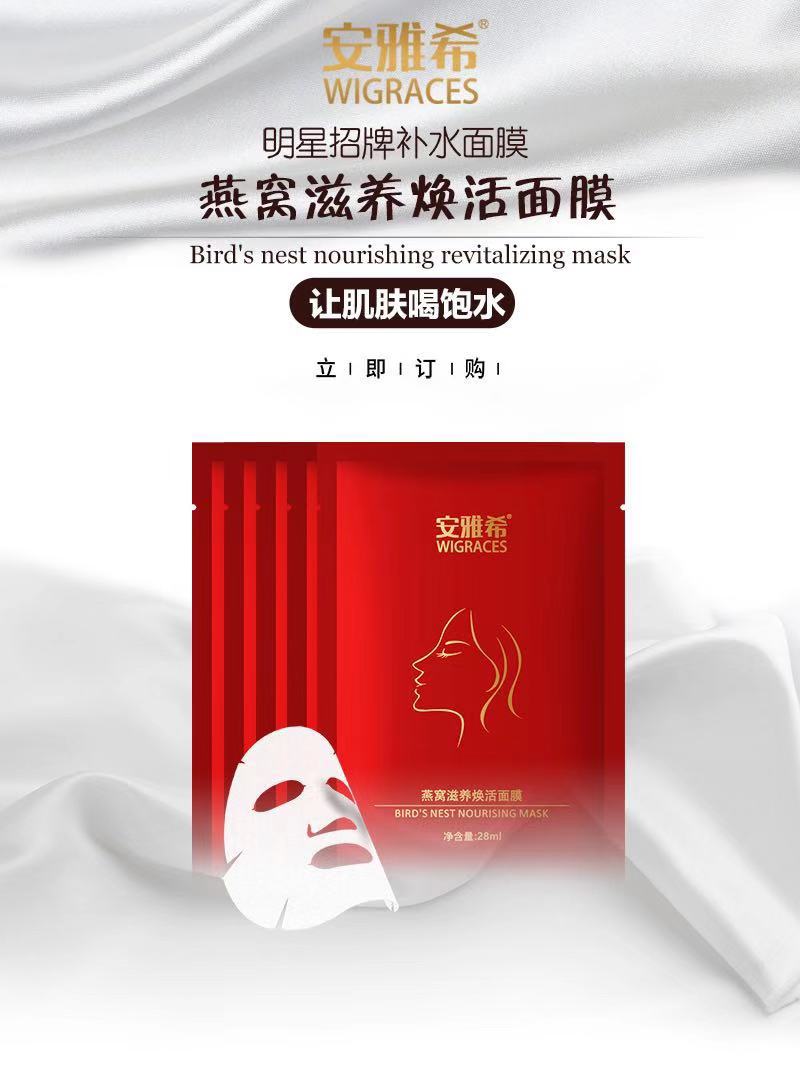 安雅希®
WIGRACES
明星招牌补水面膜
燕窝滋养焕活面膜
Bird's nest nourishing revitalizing mask
让肌肤喝饱水
立 | 即 | 订 | 购 |
安雅希®
WIGRACES
燕窝滋养焕活面膜
BIRD'S NEST NOURISING MASK
净含量:28ml